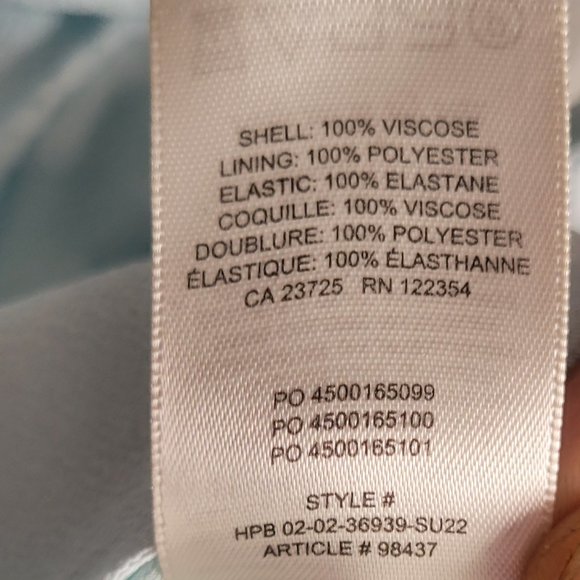 SHELL: 100% VISCOSE
LINING: 100% POLYESTER
ELASTIC: 100% ELASTANE
COQUILLE: 100% VISCOSE
DOUBLURE: 100% POLYESTER
ÉLASTIQUE: 100% ÉLASTHANNE
CA 23725 RN 122354
PO 4500165099
PO 4500165100
PO 4500165101
STYLE #
HPB 02-02-36939-SU22
ARTICLE # 98437